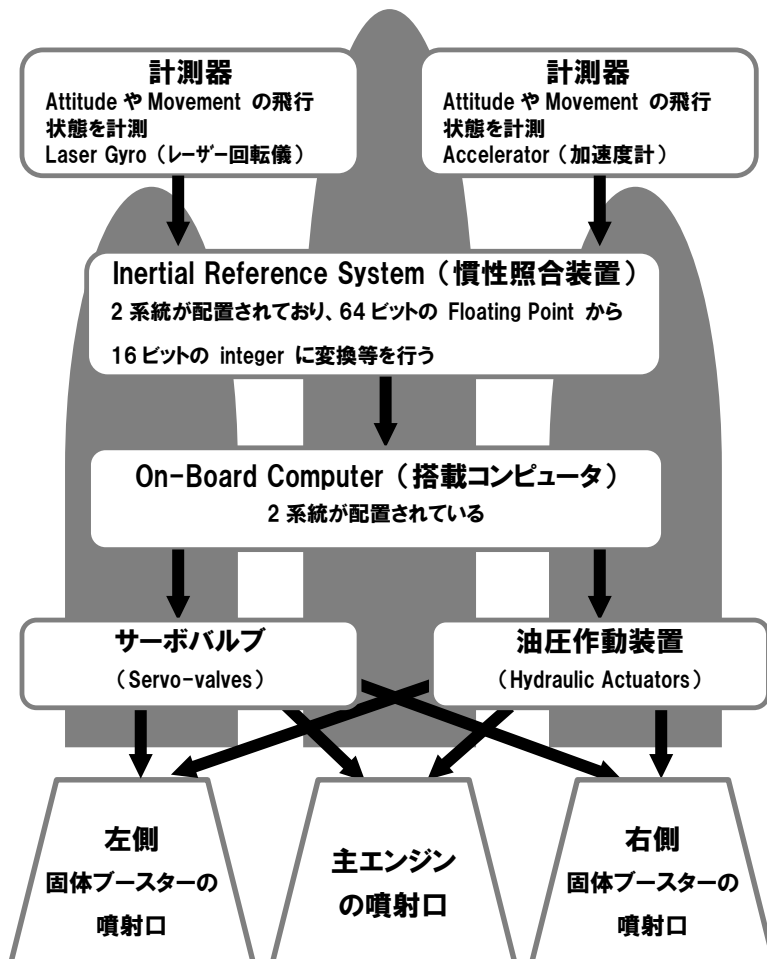 計測器
Attitude や Movement の飛行
状態を計測
Laser Gyro（レーザー回転儀）
計測器
Attitude や Movement の飛行
状態を計測
Accelerator（加速度計）
Inertial Reference System（慣性照合装置）
2 系統が配置されており、64 ビットの Floating Point から
16 ビットの integer に変換等を行う
On-Board Computer（搭載コンピュータ）
2 系統が配置されている
サーボバルブ
（Servo-valves）
油圧作動装置
（Hydraulic Actuators）
左側
固体ブースターの
噴射口
主エンジン
の噴射口
右側
固体ブースターの
噴射口